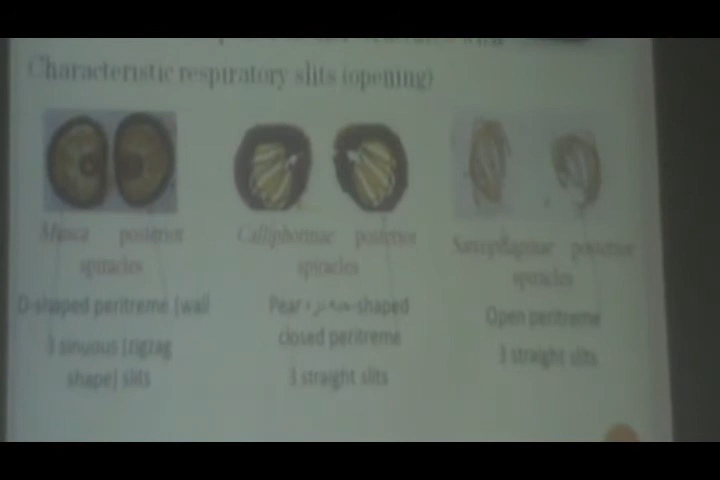 Characteristic respiratory slits (opening)
Musca posterior
spiracles
D-shaped peritreme (wall
3 sinuous (zigzag
shape) slits
Calliphorinae posterior
spiracles
Pear -shaped
closed peritreme
3 straight slits
Sarcophaginae posterior
spiracles
Open peritreme
3 straight slits